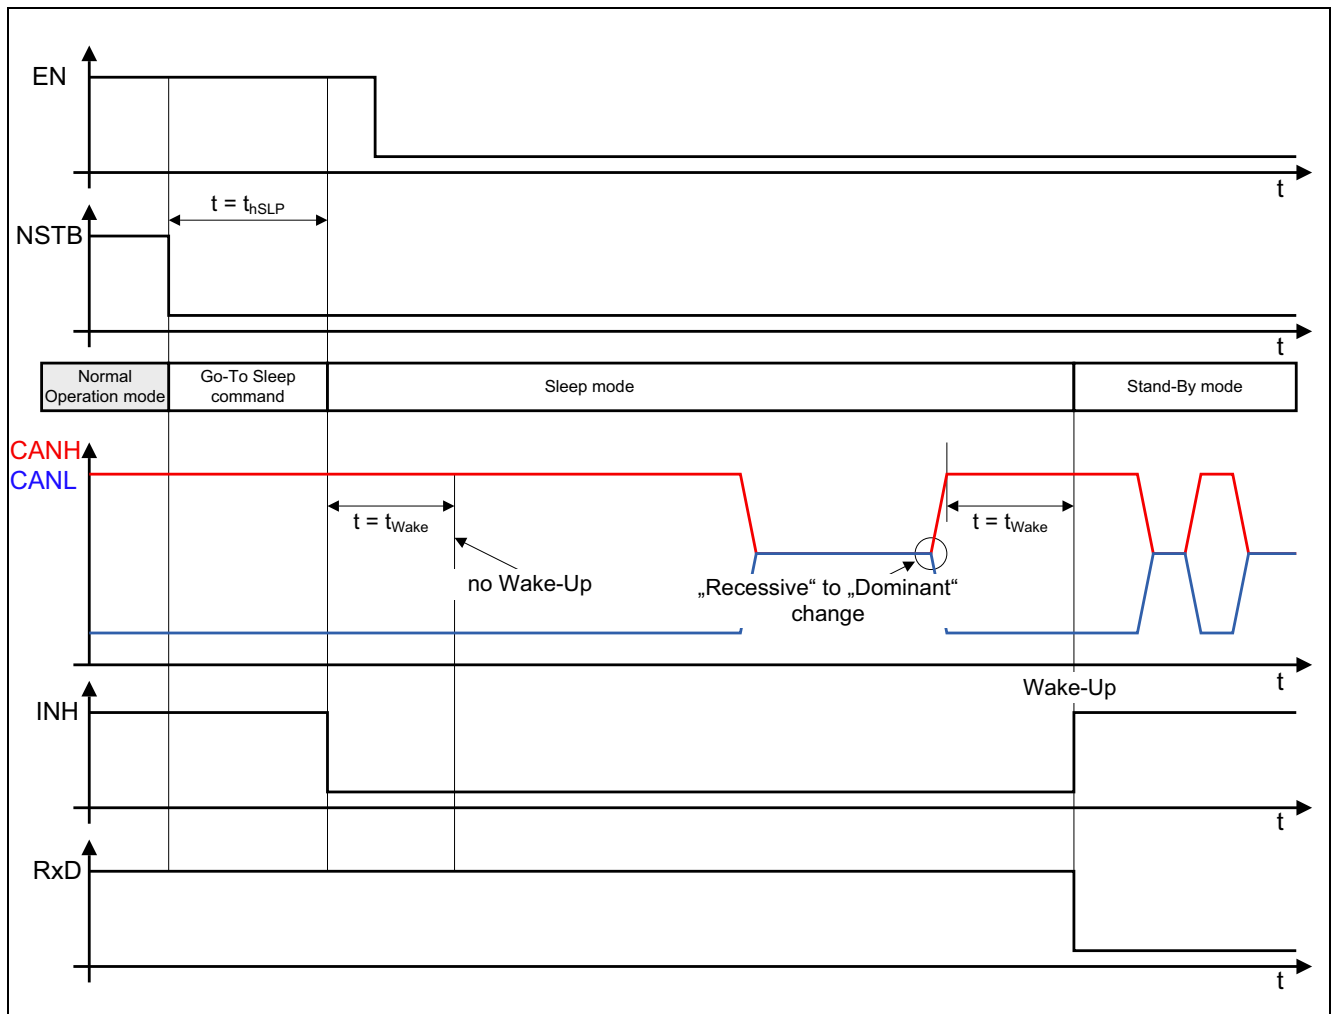 EN
t
t = thSLP
NSTB
t
Normal
Operation mode
Go-To Sleep
command
Sleep mode
Stand-By mode
CANH
CANL
t = tWake
t = tWake
no Wake-Up
„Recessive“ to „Dominant“
change
t
Wake-Up
INH
t
RxD
t